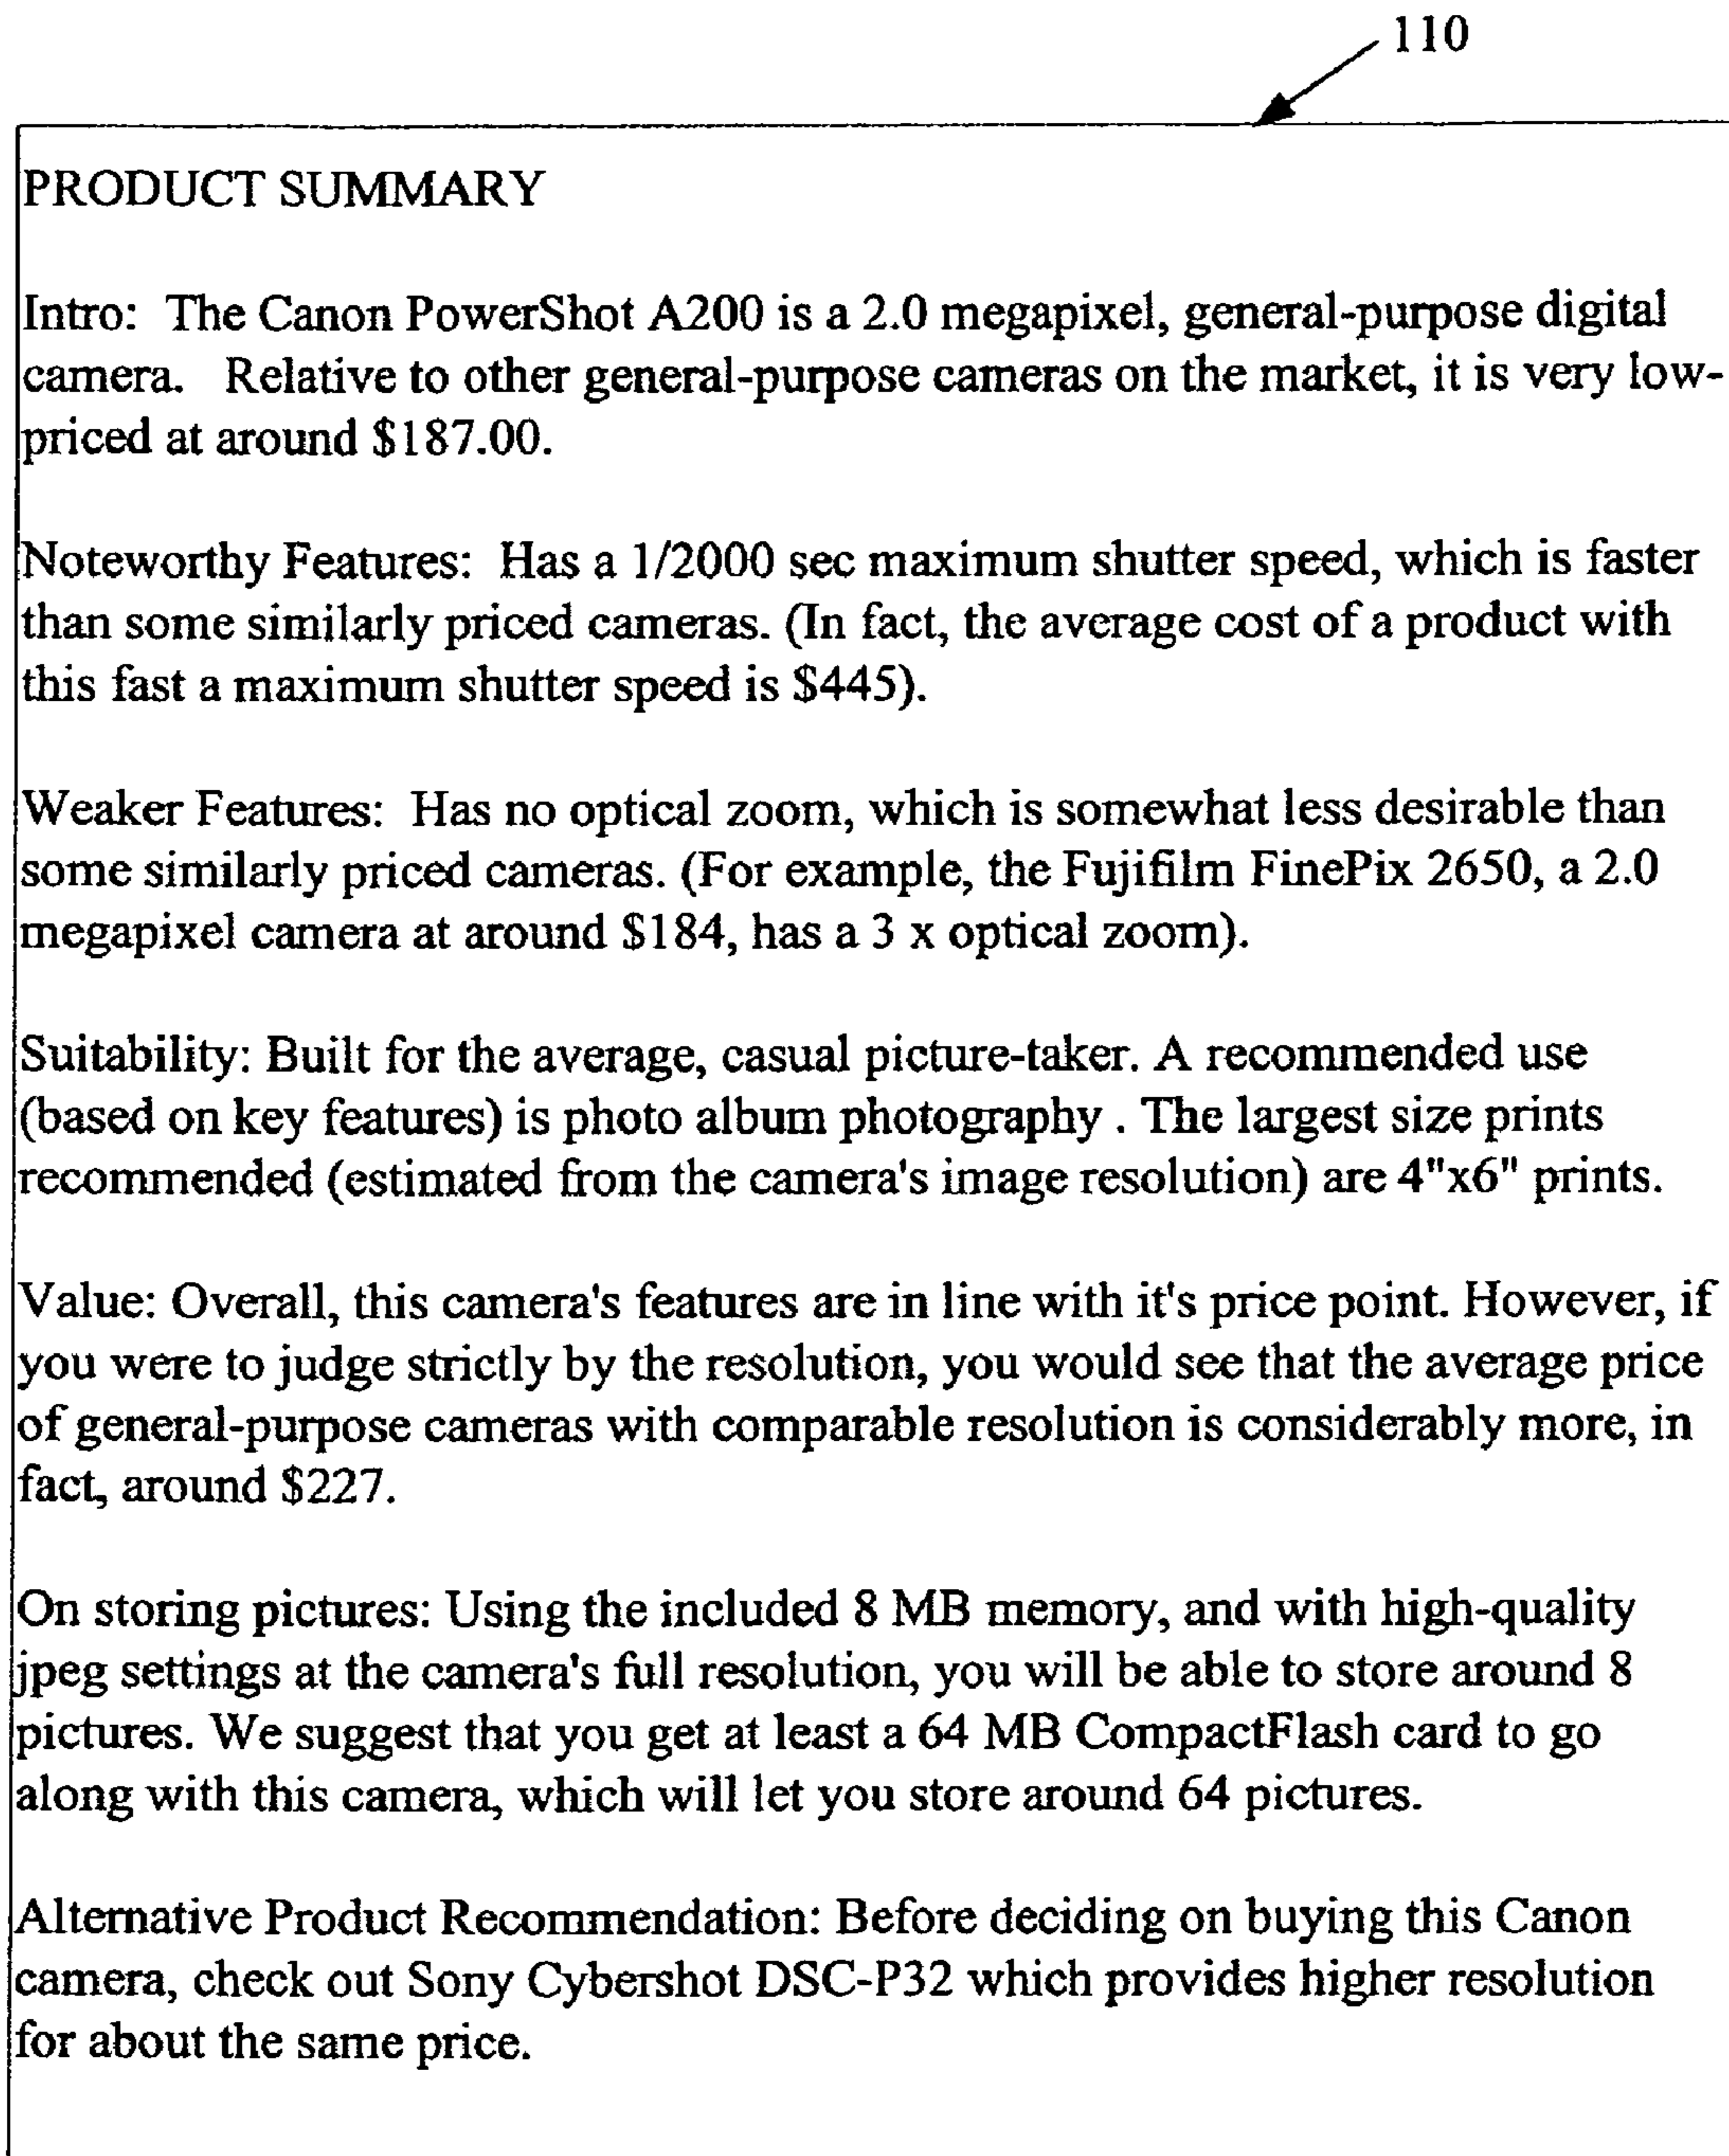 110
PRODUCT SUMMARY
Intro:  The Canon PowerShot A200 is a 2.0 megapixel, general-purpose digital
camera.   Relative to other general-purpose cameras on the market, it is very low-
priced at around $187.00.
Noteworthy Features:  Has a 1/2000 sec maximum shutter speed, which is faster
than some similarly priced cameras. (In fact, the average cost of a product with
this fast a maximum shutter speed is $445).
Weaker Features:  Has no optical zoom, which is somewhat less desirable than
some similarly priced cameras. (For example, the Fujifilm FinePix 2650, a 2.0
megapixel camera at around $184, has a 3 x optical zoom).
Suitability: Built for the average, casual picture-taker. A recommended use
(based on key features) is photo album photography . The largest size prints
recommended (estimated from the camera's image resolution) are 4"x6" prints.
Value: Overall, this camera's features are in line with it's price point. However, if
you were to judge strictly by the resolution, you would see that the average price
of general-purpose cameras with comparable resolution is considerably more, in
fact, around $227.
On storing pictures: Using the included 8 MB memory, and with high-quality
jpeg settings at the camera's full resolution, you will be able to store around 8
pictures. We suggest that you get at least a 64 MB CompactFlash card to go
along with this camera, which will let you store around 64 pictures.
Alternative Product Recommendation: Before deciding on buying this Canon
camera, check out Sony Cybershot DSC-P32 which provides higher resolution
for about the same price.